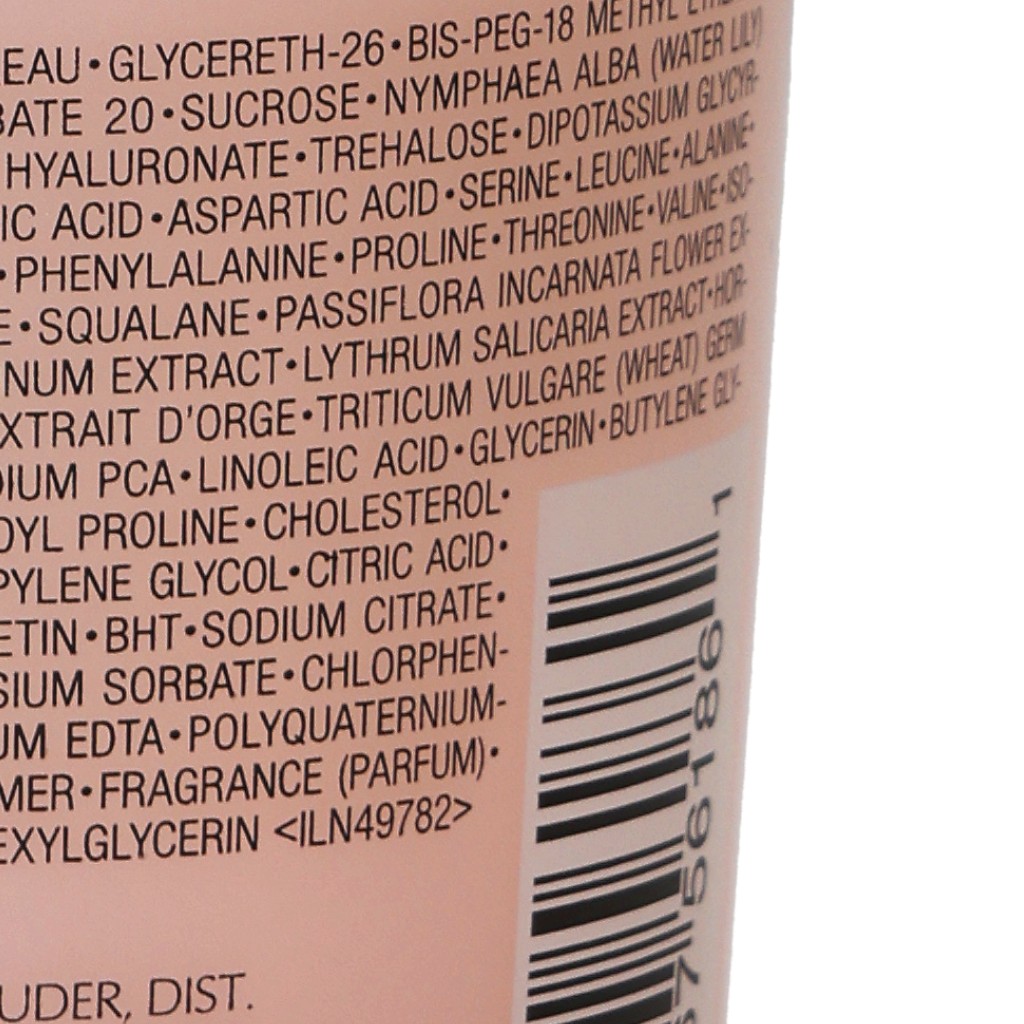 EAU•GLYCERETH-26•BIS-PEG-18 METHYL
BATE 20•SUCROSE•NYMPHAEA ALBA (WATER LILY)
HYALURONATE•TREHALOSE•DIPOTASSIUM GLYCYR-
IC ACID•ASPARTIC ACID•SERINE•LEUCINE•ALANINE•
•PHENYLALANINE•PROLINE•THREONINE•VALINE•ISO-
E•SQUALANE•PASSIFLORA INCARNATA FLOWER EX-
NUM EXTRACT•LYTHRUM SALICARIA EXTRACT•HOR-
XTRAIT D'ORGE•TRITICUM VULGARE (WHEAT) GERM
DIUM PCA•LINOLEIC ACID•GLYCERIN•BUTYLENE GLY-
OYL PROLINE•CHOLESTEROL•
PYLENE GLYCOL•CITRIC ACID•
ETIN•BHT•SODIUM CITRATE•
SIUM SORBATE•CHLORPHEN-
UM EDTA•POLYQUATERNIUM-
MER•FRAGRANCE (PARFUM)•
EXYLGLYCERIN <ILN49782>
UDER, DIST.
7 56186 1